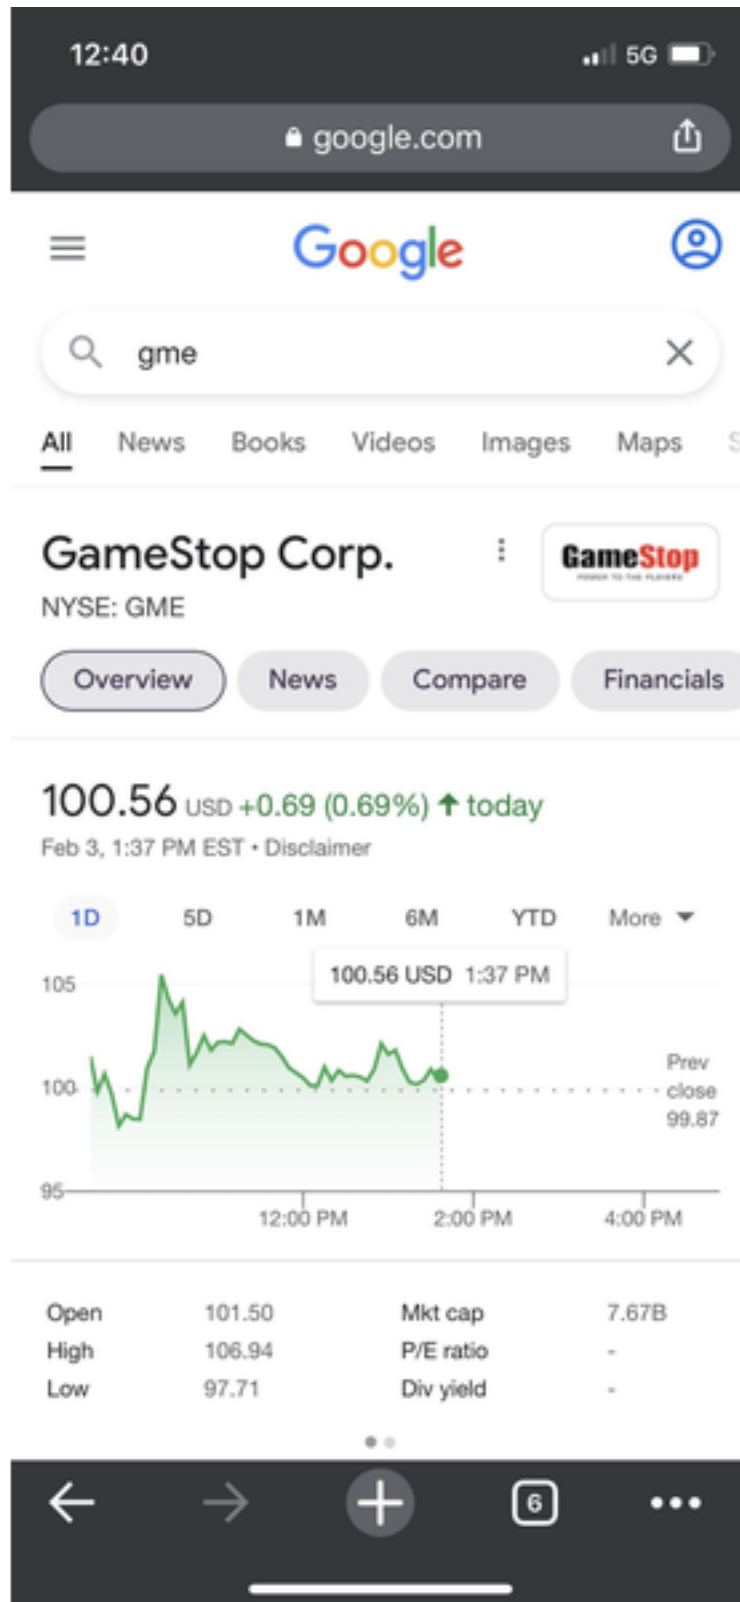 12:40 5G
google.com
Google
gme
All News Books Videos Images Maps S
GameStop Corp.
GameStop
POWER TO THE PLAYERS
NYSE: GME
Overview News Compare Financials
100.56 USD +0.69 (0.69%) today
Feb 3, 1:37 PM EST • Disclaimer
1D 5D 1M 6M YTD More
100.56 USD 1:37 PM
105
100
95
Prev
close
99.87
12:00 PM 2:00 PM 4:00 PM
Open 101.50 Mkt cap 7.67B
High 106.94 P/E ratio -
Low 97.71 Div yield -
6